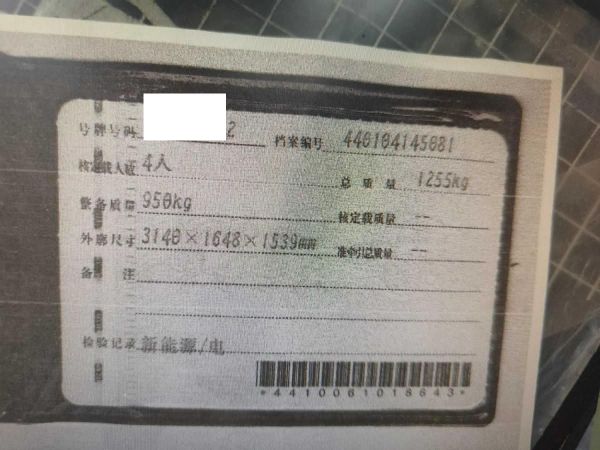 号牌号码 2 档案编号 440104145081
核定载人数 4人 总质量 1255kg
整备质量 950kg 核定载质量 --
外廓尺寸 3140×1648×1539 准牵引总质量 --
备注
检验记录 新能源/电
*4410061018643*